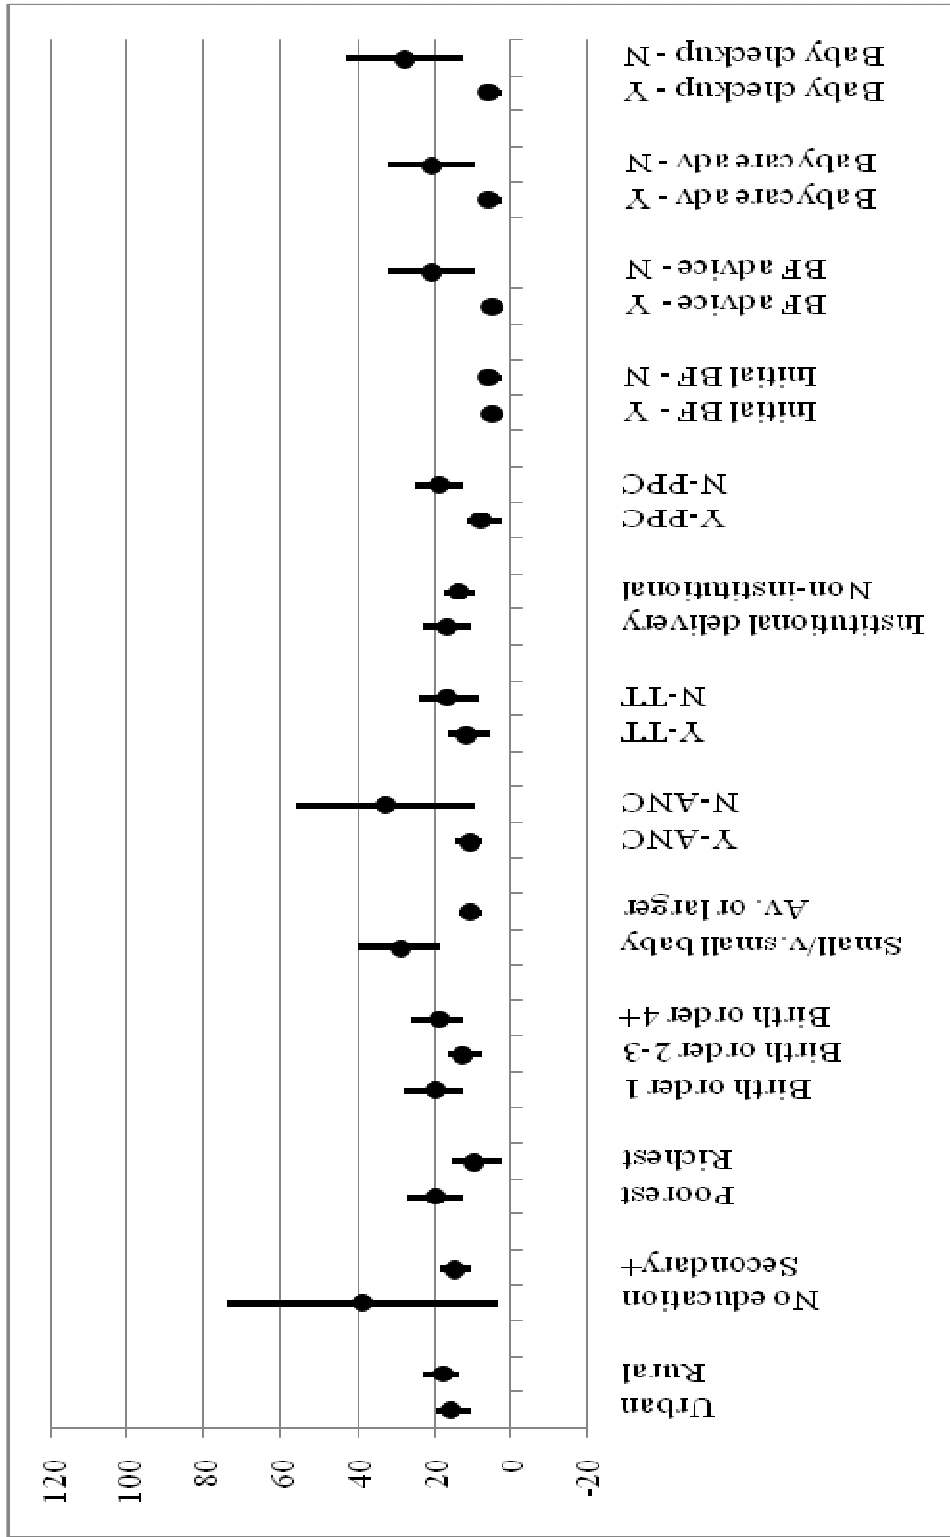 120
100
80
60
40
20
0
-20
Urban
Rural
No education
Secondary+
Poorest
Richest
Birth order 1
Birth order 2-3
Birth order 4+
Small/v.small baby
Av. or larger
Y-ANC
N-ANC
Y-TT
N-TT
Institutional delivery
Non-institutional
Y-PPC
N-PPC
Initial BF - Y
Initial BF - N
BF advice - Y
BF advice - N
Babycare adv - Y
Babycare adv - N
Baby checkup - Y
Baby checkup - N